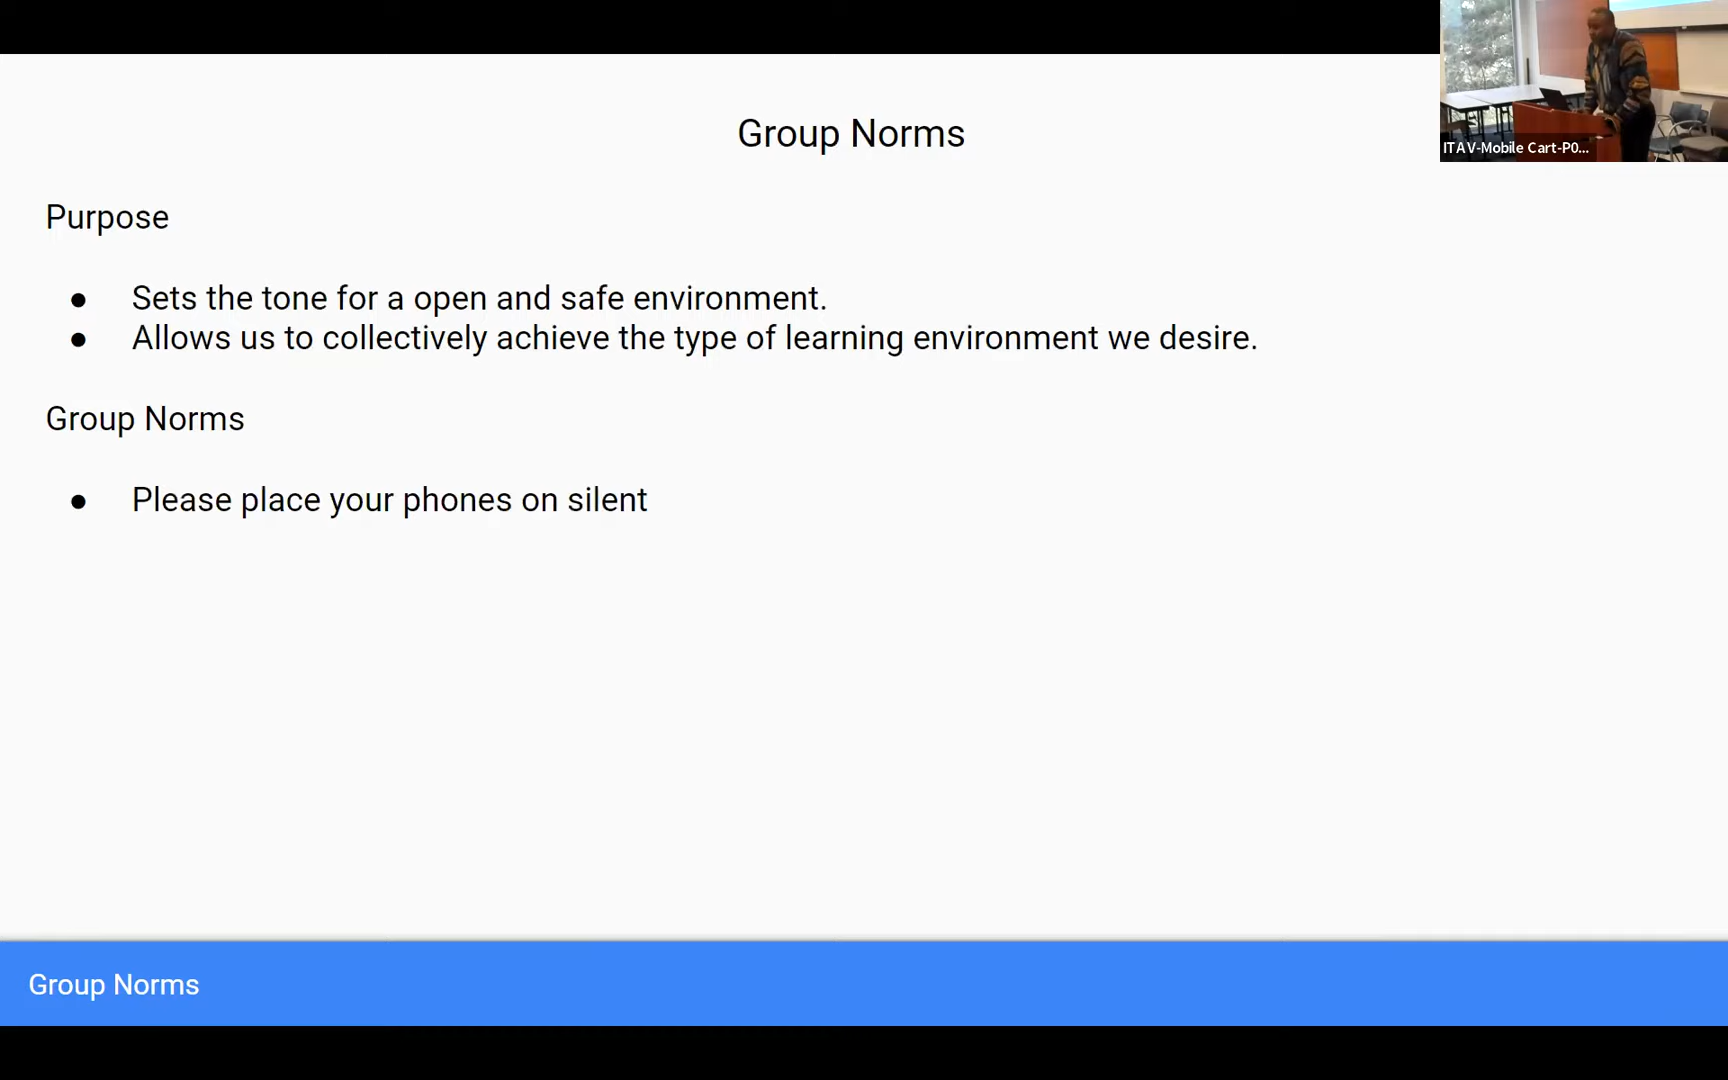 Group Norms
ITAV-Mobile Cart-P0...
Purpose
● Sets the tone for a open and safe environment.
● Allows us to collectively achieve the type of learning environment we desire.
Group Norms
● Please place your phones on silent
Group Norms